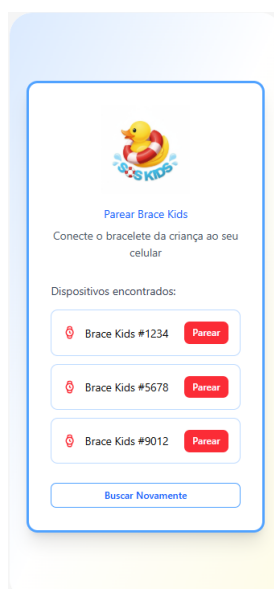 SOS KIDS
Parear Brace Kids
Conecte o bracelete da criança ao seu
celular
Dispositivos encontrados:
Brace Kids #1234 Parear
Brace Kids #5678 Parear
Brace Kids #9012 Parear
Buscar Novamente